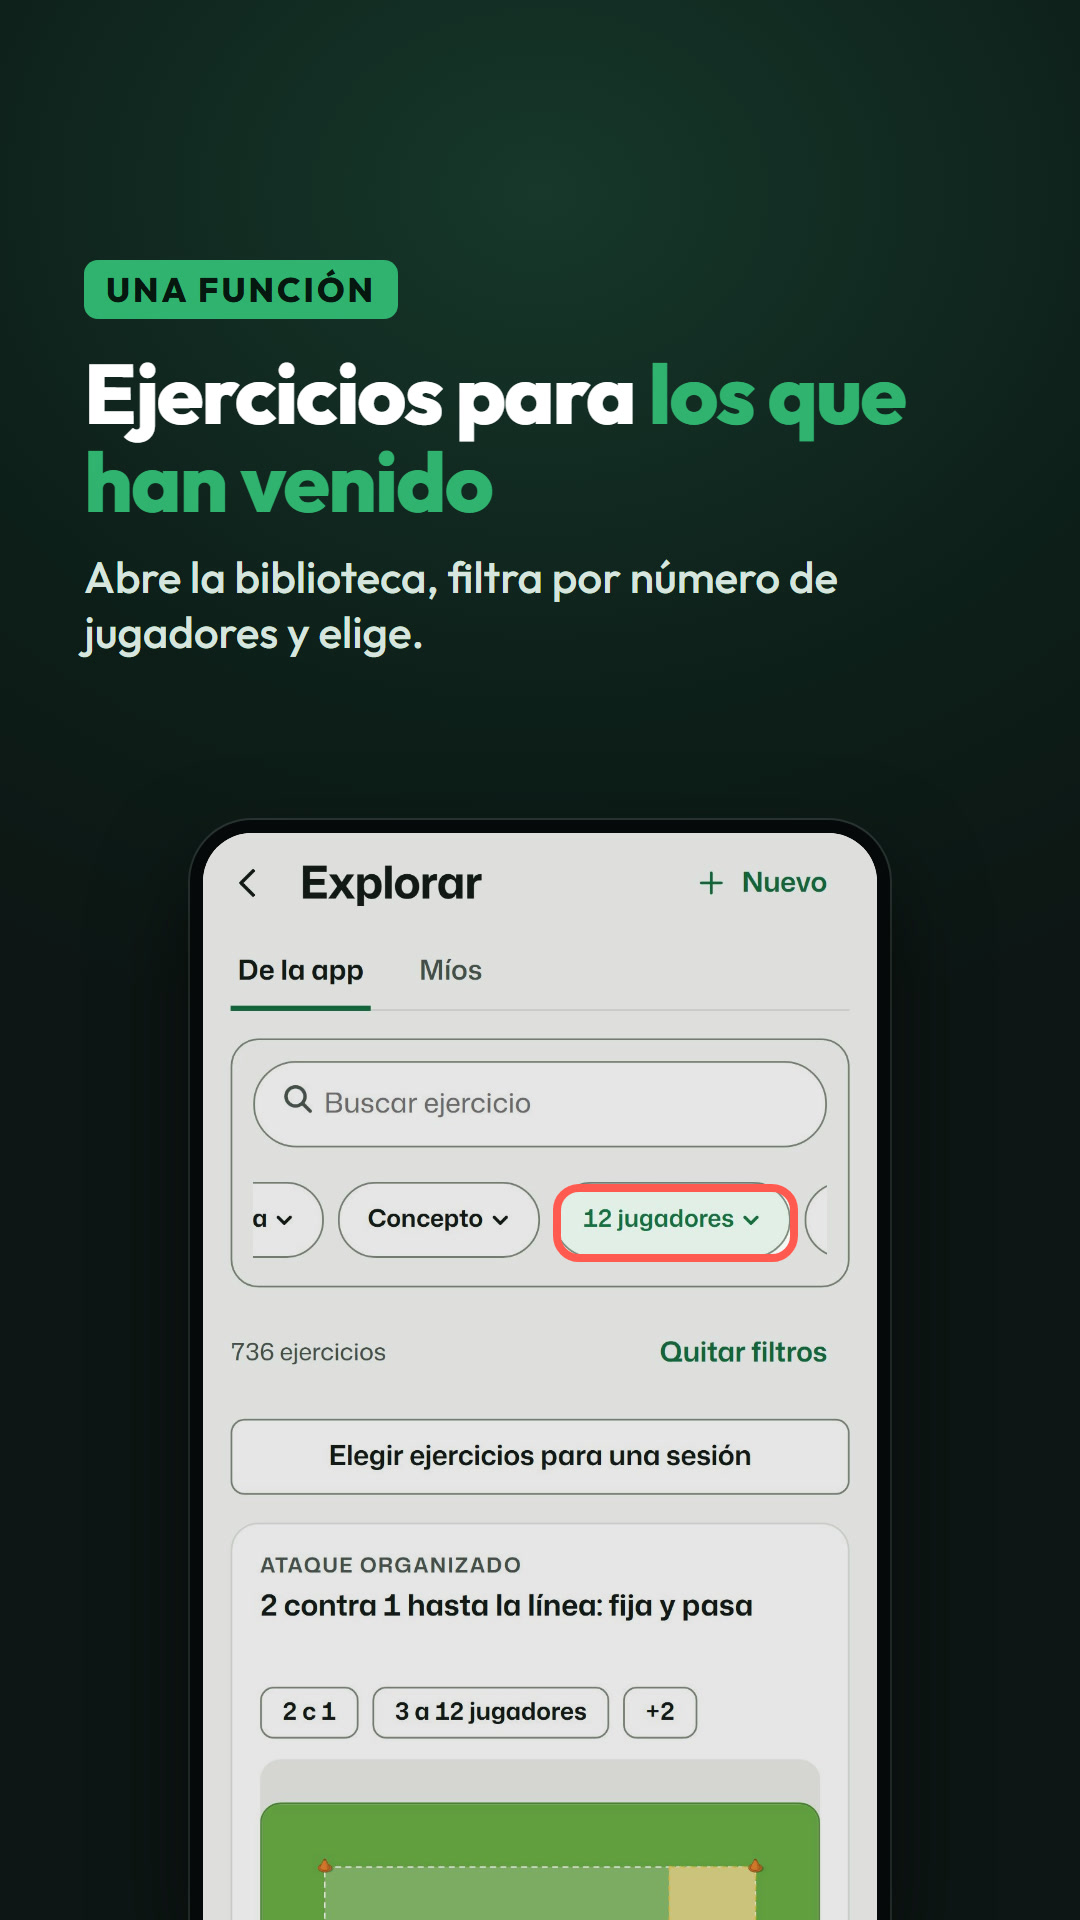 UNA FUNCIÓN
Ejercicios para los que
han venido
Abre la biblioteca, filtra por número de
jugadores y elige.
Explorar
+ Nuevo
De la app
Míos
Buscar ejercicio
a
Concepto
12 jugadores
736 ejercicios
Quitar filtros
Elegir ejercicios para una sesión
ATAQUE ORGANIZADO
2 contra 1 hasta la línea: fija y pasa
2 c 1
3 a 12 jugadores
+2